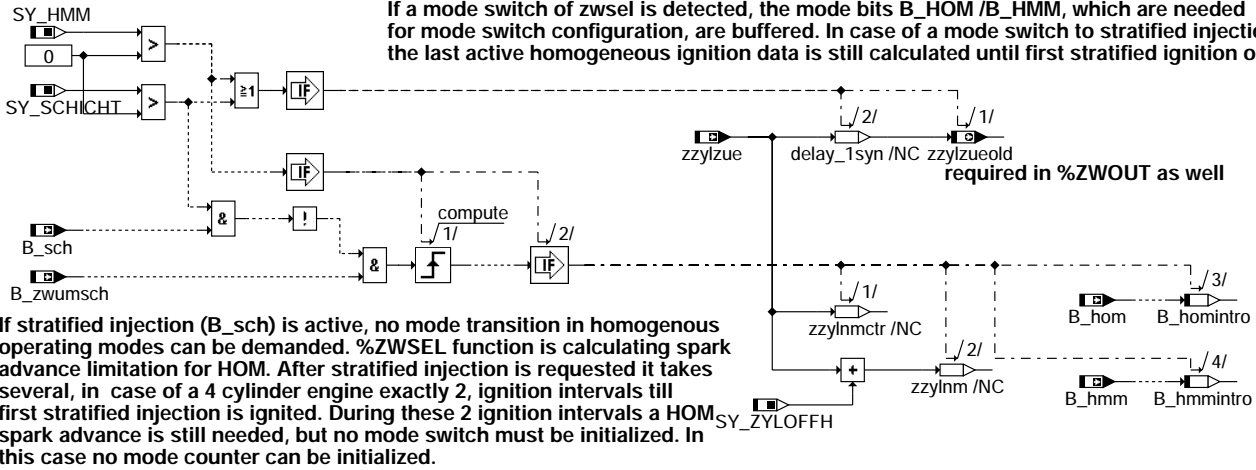 If a mode switch of zwsel is detected, the mode bits B_HOM /B_HMM, which are needed
for mode switch configuration, are buffered. In case of a mode switch to stratified injectio
the last active homogeneous ignition data is still calculated until first stratified ignition o
SY_HMM
>
0
SY_SCHICHT
>
≧1
IF
/2/
/1/
zzylzue
delay_1syn /NC
zzylzueold
required in %ZWOUT as well
IF
compute
/1/
/2/
&
!
B_sch
&
IF
B_zwumsch
/1/
zzylnmctr /NC
/3/
B_hom
B_homintro
/2/
+
zzylnm /NC
/4/
B_hmm
B_hmmintro
SY_ZYLOFFH
If stratified injection (B_sch) is active, no mode transition in homogenous
operating modes can be demanded. %ZWSEL function is calculating spark
advance limitation for HOM. After stratified injection is requested it takes
several, in  case of a 4 cylinder engine exactly 2, ignition intervals till
first stratified injection is ignited. During these 2 ignition intervals a HOM
spark advance is still needed, but no mode switch must be initialized. In
this case no mode counter can be initialized.